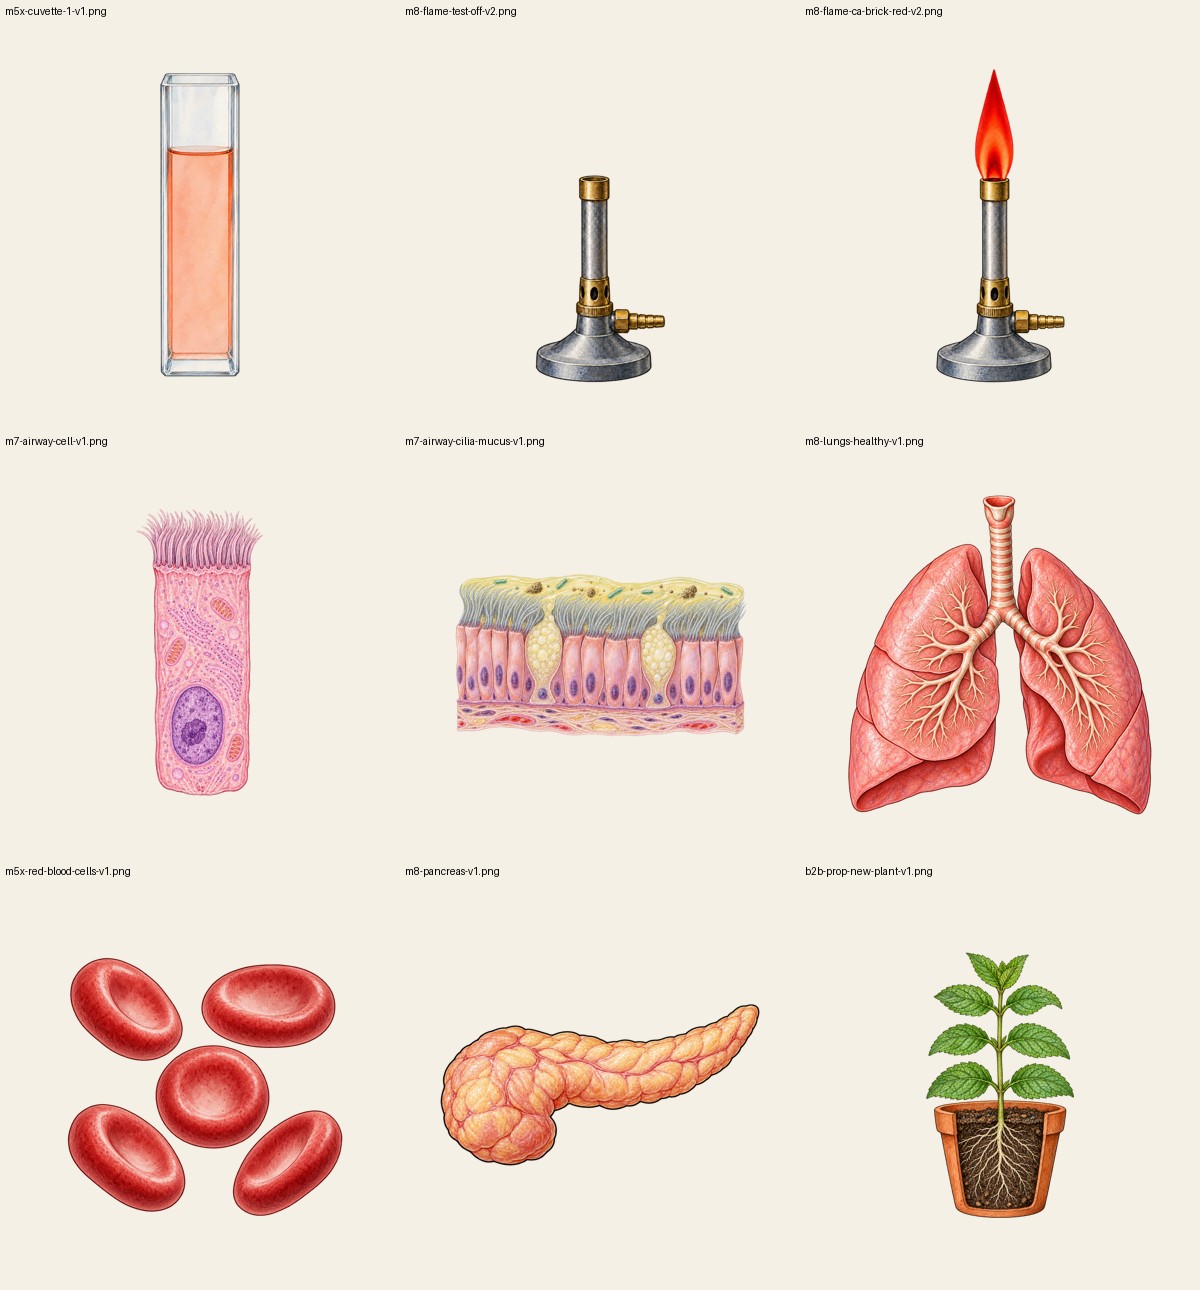 m5x-cuvette-1-v1.png
m8-flame-test-off-v2.png
m8-flame-ca-brick-red-v2.png
m7-airway-cell-v1.png
m7-airway-cilia-mucus-v1.png
m8-lungs-healthy-v1.png
m5x-red-blood-cells-v1.png
m8-pancreas-v1.png
b2b-prop-new-plant-v1.png